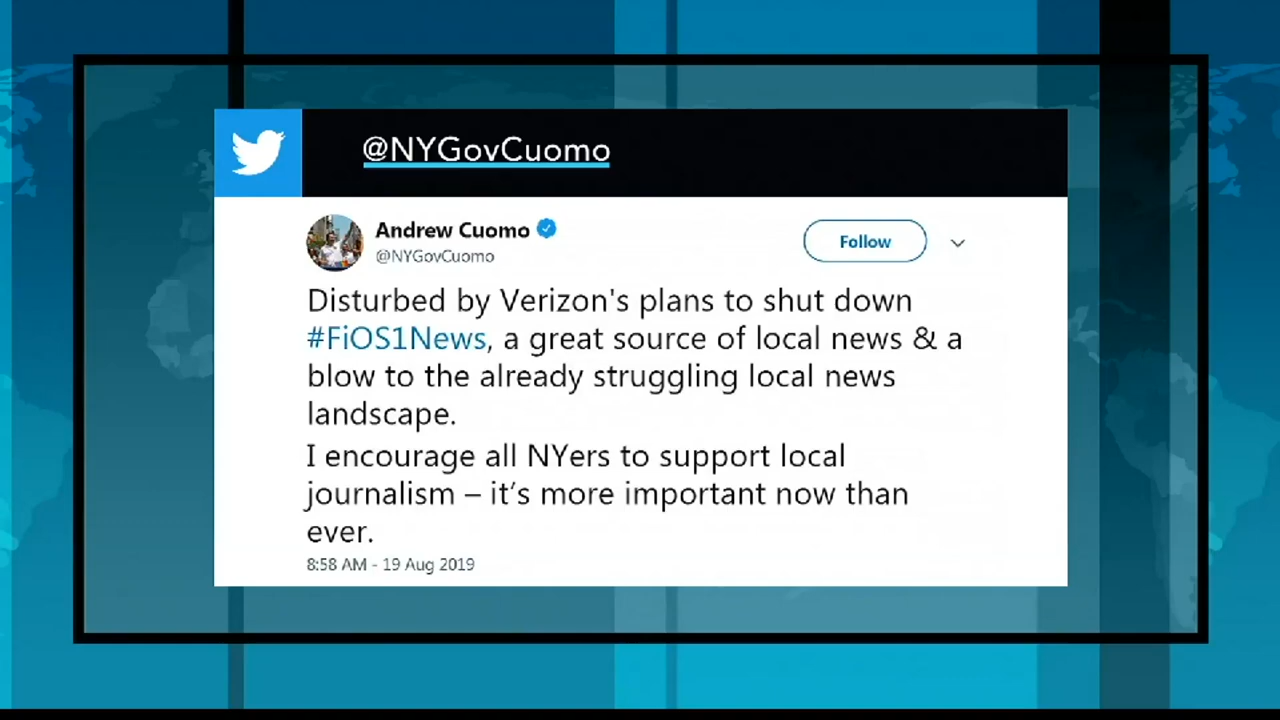 @NYGovCuomo
Andrew Cuomo
@NYGovCuomo
Follow
Disturbed by Verizon's plans to shut down
#FiOS1News, a great source of local news & a
blow to the already struggling local news
landscape.
I encourage all NYers to support local
journalism – it’s more important now than
ever.
8:58 AM - 19 Aug 2019